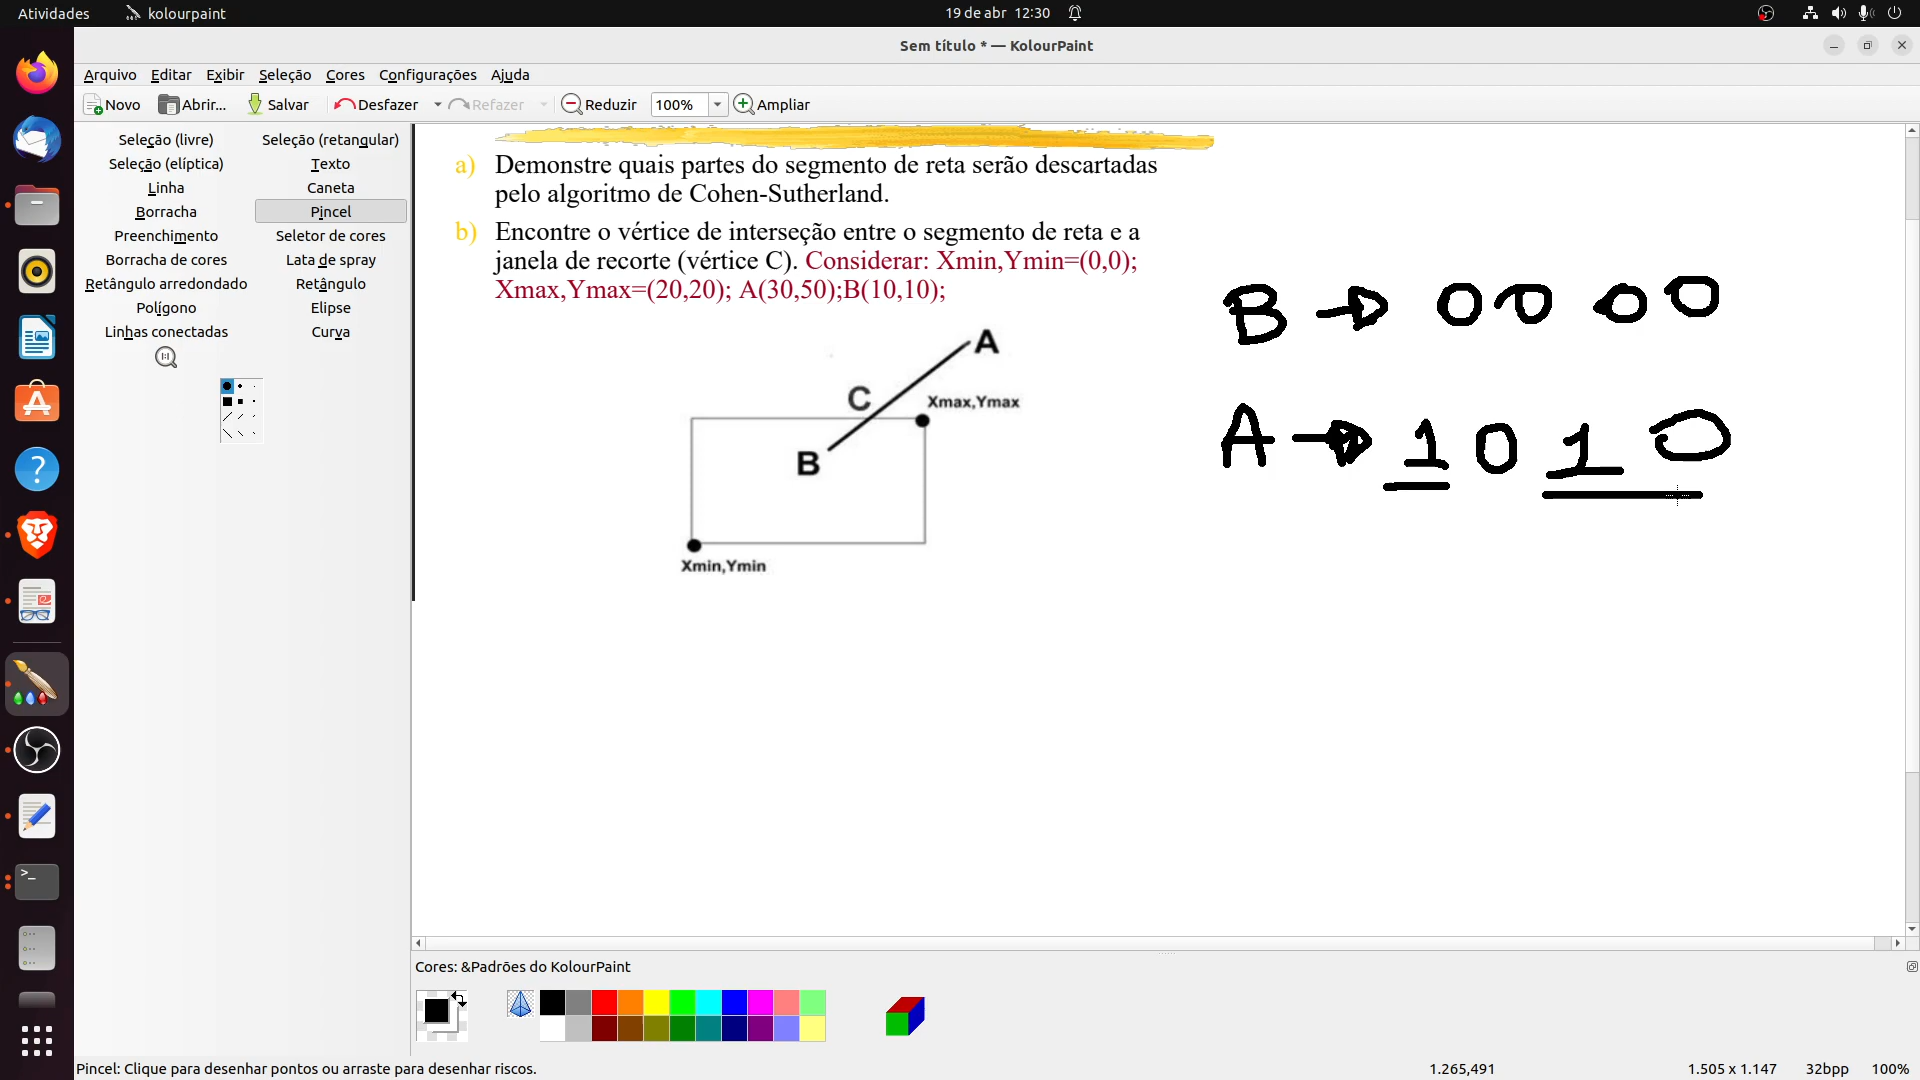 Atividades kolourpaint 19 de abr 12:30
Sem título * — KolourPaint
Arquivo Editar Exibir Seleção Cores Configurações Ajuda
Novo Abrir... Salvar Desfazer Refazer Reduzir 100% Ampliar
Seleção (livre) Seleção (retangular)
Seleção (elíptica) Texto
Linha Caneta
Borracha Pincel
Preenchimento Seletor de cores
Borracha de cores Lata de spray
Retângulo arredondado Retângulo
Polígono Elipse
Linhas conectadas Curva
a) Demonstre quais partes do segmento de reta serão descartadas
pelo algoritmo de Cohen-Sutherland.
b) Encontre o vértice de interseção entre o segmento de reta e a
janela de recorte (vértice C). Considerar: Xmin,Ymin=(0,0);
Xmax,Ymax=(20,20); A(30,50);B(10,10);
A
C
Xmax,Ymax
B
Xmin,Ymin
B → 00 00
A → 1 0 1 0
Cores: &Padrões do KolourPaint
Pincel: Clique para desenhar pontos ou arraste para desenhar riscos. 1.265,491 1.505 x 1.147 32bpp 100%